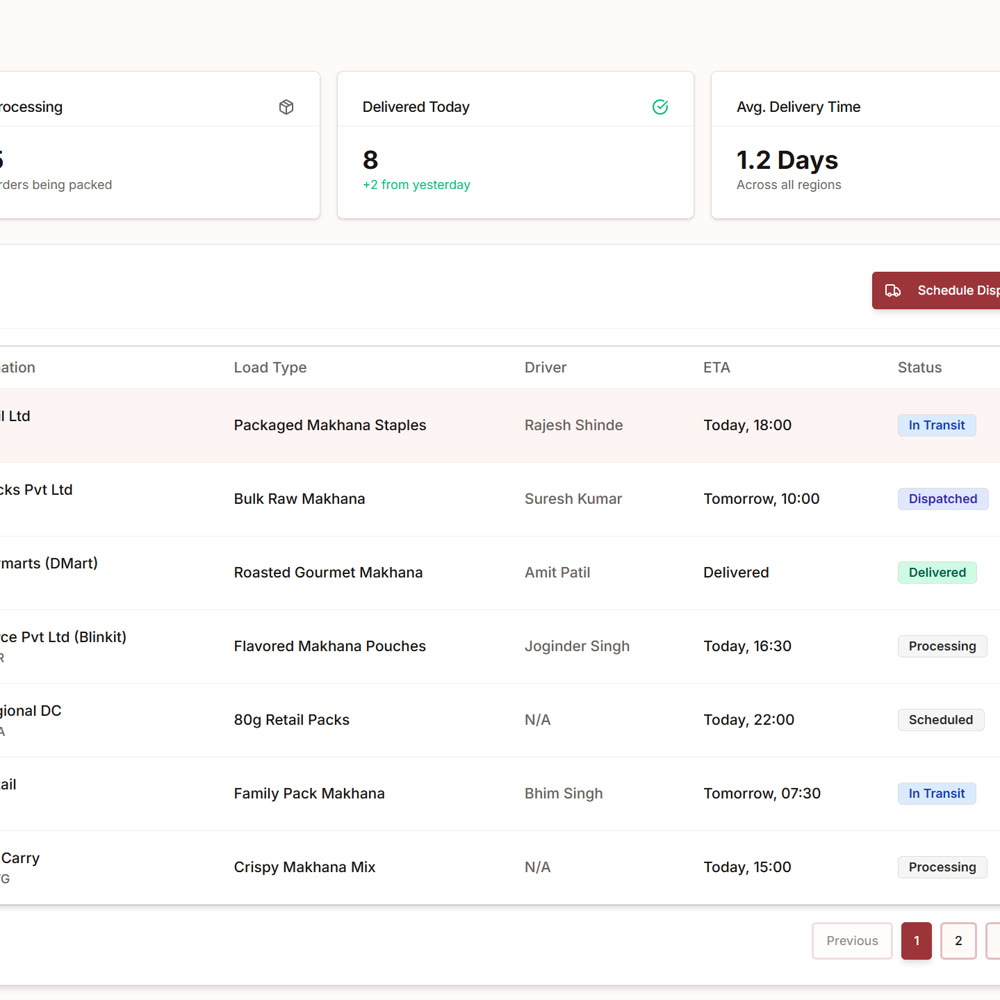 rocessing
Delivered Today
Avg. Delivery Time
5
8
1.2 Days
rders being packed
+2 from yesterday
Across all regions
Schedule Disp
ation
Load Type
Driver
ETA
Status
l Ltd
Packaged Makhana Staples
Rajesh Shinde
Today, 18:00
In Transit
cks Pvt Ltd
Bulk Raw Makhana
Suresh Kumar
Tomorrow, 10:00
Dispatched
marts (DMart)
Roasted Gourmet Makhana
Amit Patil
Delivered
Delivered
ce Pvt Ltd (Blinkit)
R
Flavored Makhana Pouches
Joginder Singh
Today, 16:30
Processing
gional DC
A
80g Retail Packs
N/A
Today, 22:00
Scheduled
ail
Family Pack Makhana
Bhim Singh
Tomorrow, 07:30
In Transit
Carry
G
Crispy Makhana Mix
N/A
Today, 15:00
Processing
Previous
1
2